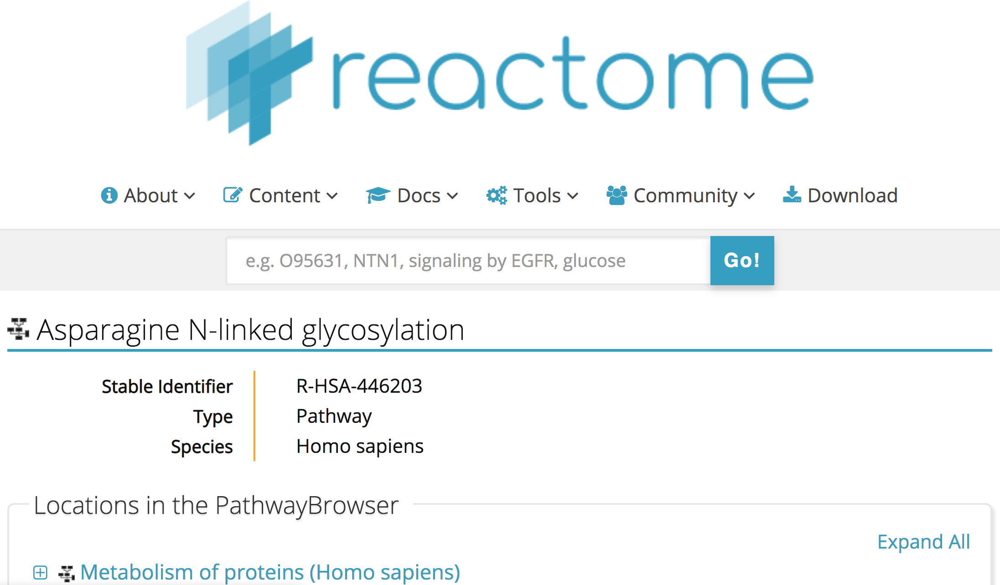 reactome
About Content Docs Tools Community Download
e.g. O95631, NTN1, signaling by EGFR, glucose Go!
Asparagine N-linked glycosylation
Stable Identifier R-HSA-446203
Type Pathway
Species Homo sapiens
Locations in the PathwayBrowser
Expand All
Metabolism of proteins (Homo sapiens)